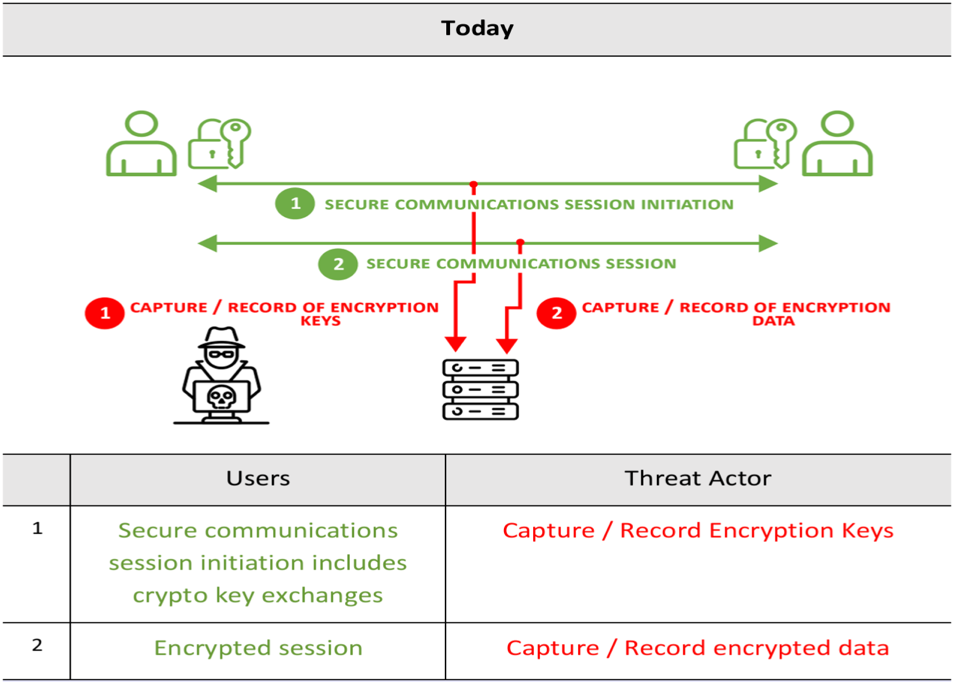 Today
1 SECURE COMMUNICATIONS SESSION INITIATION
2 SECURE COMMUNICATIONS SESSION
1 CAPTURE / RECORD OF ENCRYPTION
KEYS
2 CAPTURE / RECORD OF ENCRYPTION
DATA
Users
Threat Actor
1
Secure communications
session initiation includes
crypto key exchanges
Capture / Record Encryption Keys
2
Encrypted session
Capture / Record encrypted data